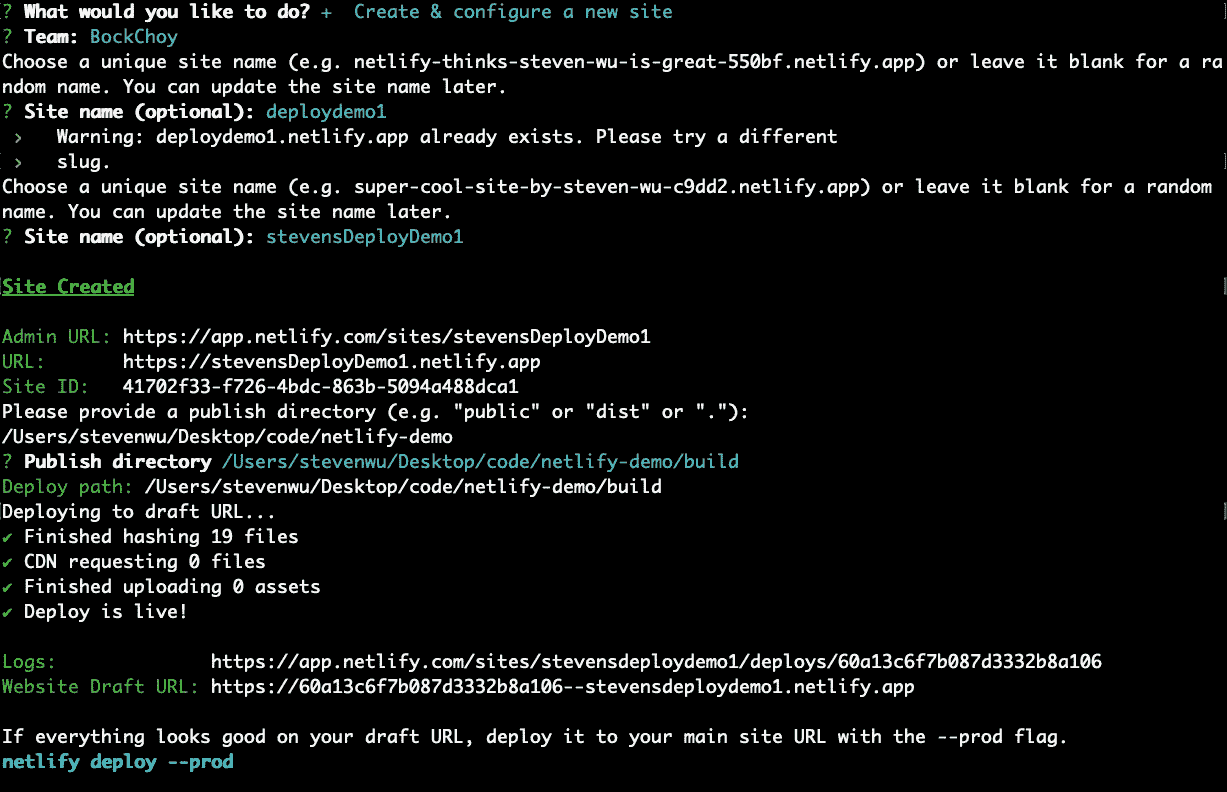 ? What would you like to do? +  Create & configure a new site
? Team: BockChoy
Choose a unique site name (e.g. netlify-thinks-steven-wu-is-great-550bf.netlify.app) or leave it blank for a ra
ndom name. You can update the site name later.
? Site name (optional): deploydemo1
›   Warning: deploydemo1.netlify.app already exists. Please try a different
›   slug.
Choose a unique site name (e.g. super-cool-site-by-steven-wu-c9dd2.netlify.app) or leave it blank for a random
name. You can update the site name later.
? Site name (optional): stevensDeployDemo1
Site Created
Admin URL: https://app.netlify.com/sites/stevensDeployDemo1
URL:       https://stevensDeployDemo1.netlify.app
Site ID:   41702f33-f726-4bdc-863b-5094a488dca1
Please provide a publish directory (e.g. "public" or "dist" or "."):
/Users/stevenwu/Desktop/code/netlify-demo
? Publish directory /Users/stevenwu/Desktop/code/netlify-demo/build
Deploy path: /Users/stevenwu/Desktop/code/netlify-demo/build
Deploying to draft URL...
✔ Finished hashing 19 files
✔ CDN requesting 0 files
✔ Finished uploading 0 assets
✔ Deploy is live!
Logs:              https://app.netlify.com/sites/stevensdeploydemo1/deploys/60a13c6f7b087d3332b8a106
Website Draft URL: https://60a13c6f7b087d3332b8a106--stevensdeploydemo1.netlify.app
If everything looks good on your draft URL, deploy it to your main site URL with the --prod flag.
netlify deploy --prod